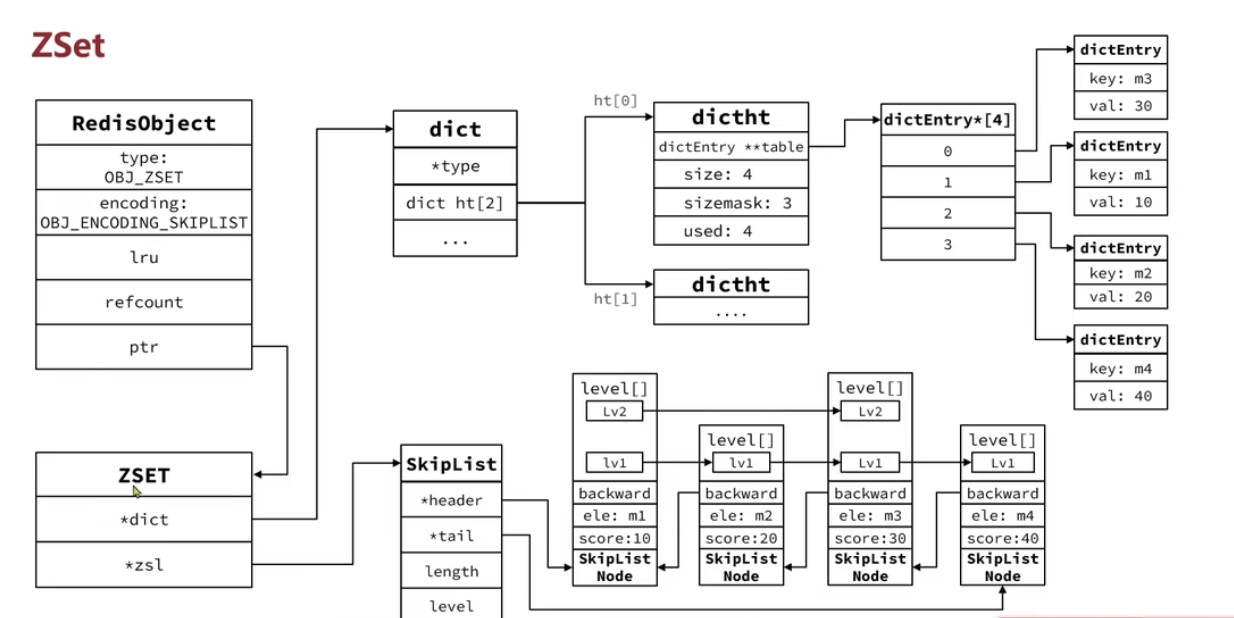 ZSet
RedisObject
type:
OBJ_ZSET
encoding:
OBJ_ENCODING_SKIPLIST
lru
refcount
ptr
ZSET
*dict
*zsl
dict
*type
dict ht[2]
...
ht[0]
ht[1]
dictht
dictEntry **table
size: 4
sizemask: 3
used: 4
dictht
....
dictEntry*[4]
0
1
2
3
dictEntry
key: m3
val: 30
dictEntry
key: m1
val: 10
dictEntry
key: m2
val: 20
dictEntry
key: m4
val: 40
SkipList
*header
*tail
length
level
level[]
Lv2
lv1
backward
ele: m1
score:10
SkipList
Node
level[]
lv1
backward
ele: m2
score:20
SkipList
Node
level[]
Lv2
Lv1
backward
ele: m3
score:30
SkipList
Node
level[]
Lv1
backward
ele: m4
score:40
SkipList
Node